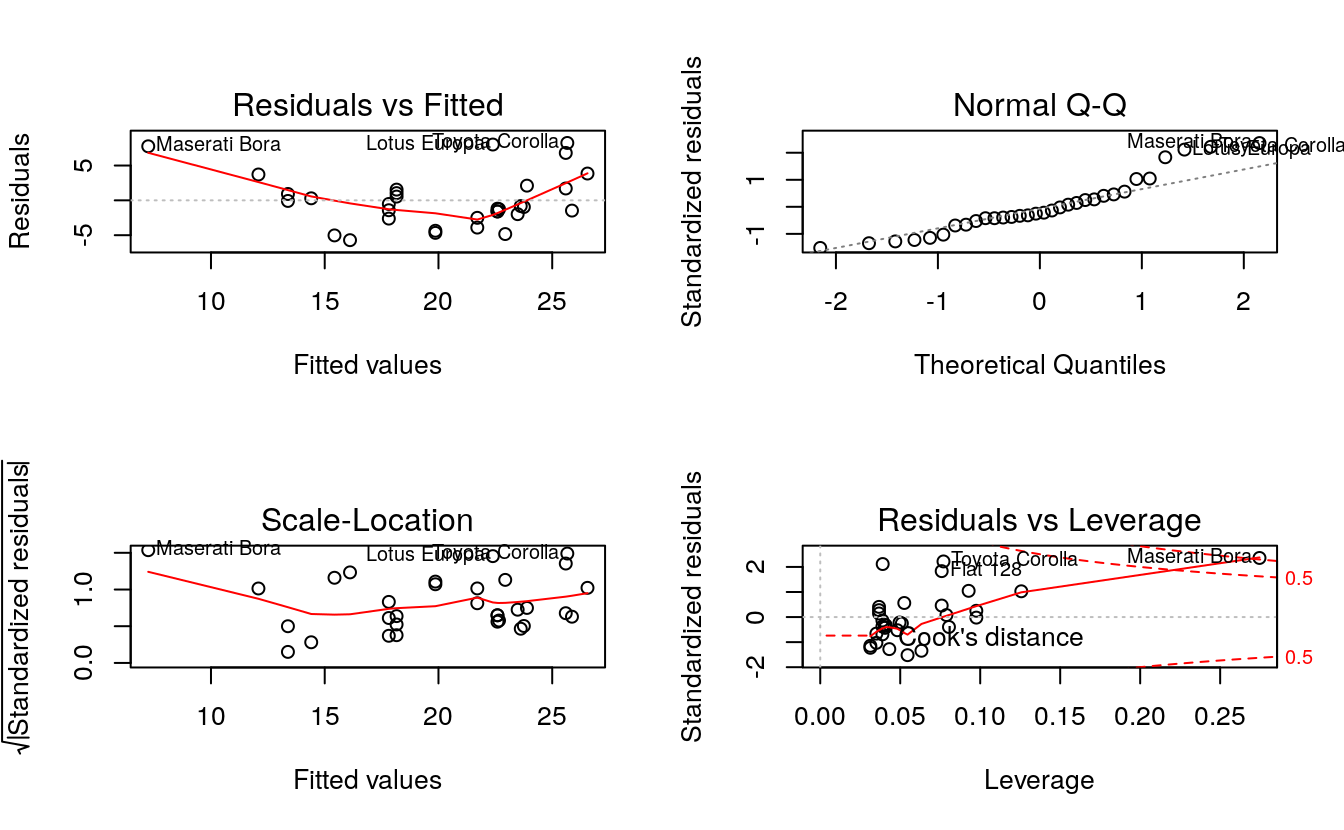 Residuals vs Fitted
Residuals
5
-5
Maserati Bora
Lotus Europa
Toyota Corolla
10 15 20 25
Fitted values
Normal Q-Q
Standardized residuals
1
-1
Maserati Bora
Toyota Corolla
Lotus Europa
-2 -1 0 1 2
Theoretical Quantiles
Scale-Location
√|Standardized residuals|
1.0
0.0
Maserati Bora
Lotus Europa
Toyota Corolla
10 15 20 25
Fitted values
Residuals vs Leverage
Standardized residuals
2
0
-2
Toyota Corolla
Fiat 128
Maserati Bora
ook's distance
0.5
0.5
0.00 0.05 0.10 0.15 0.20 0.25
Leverage